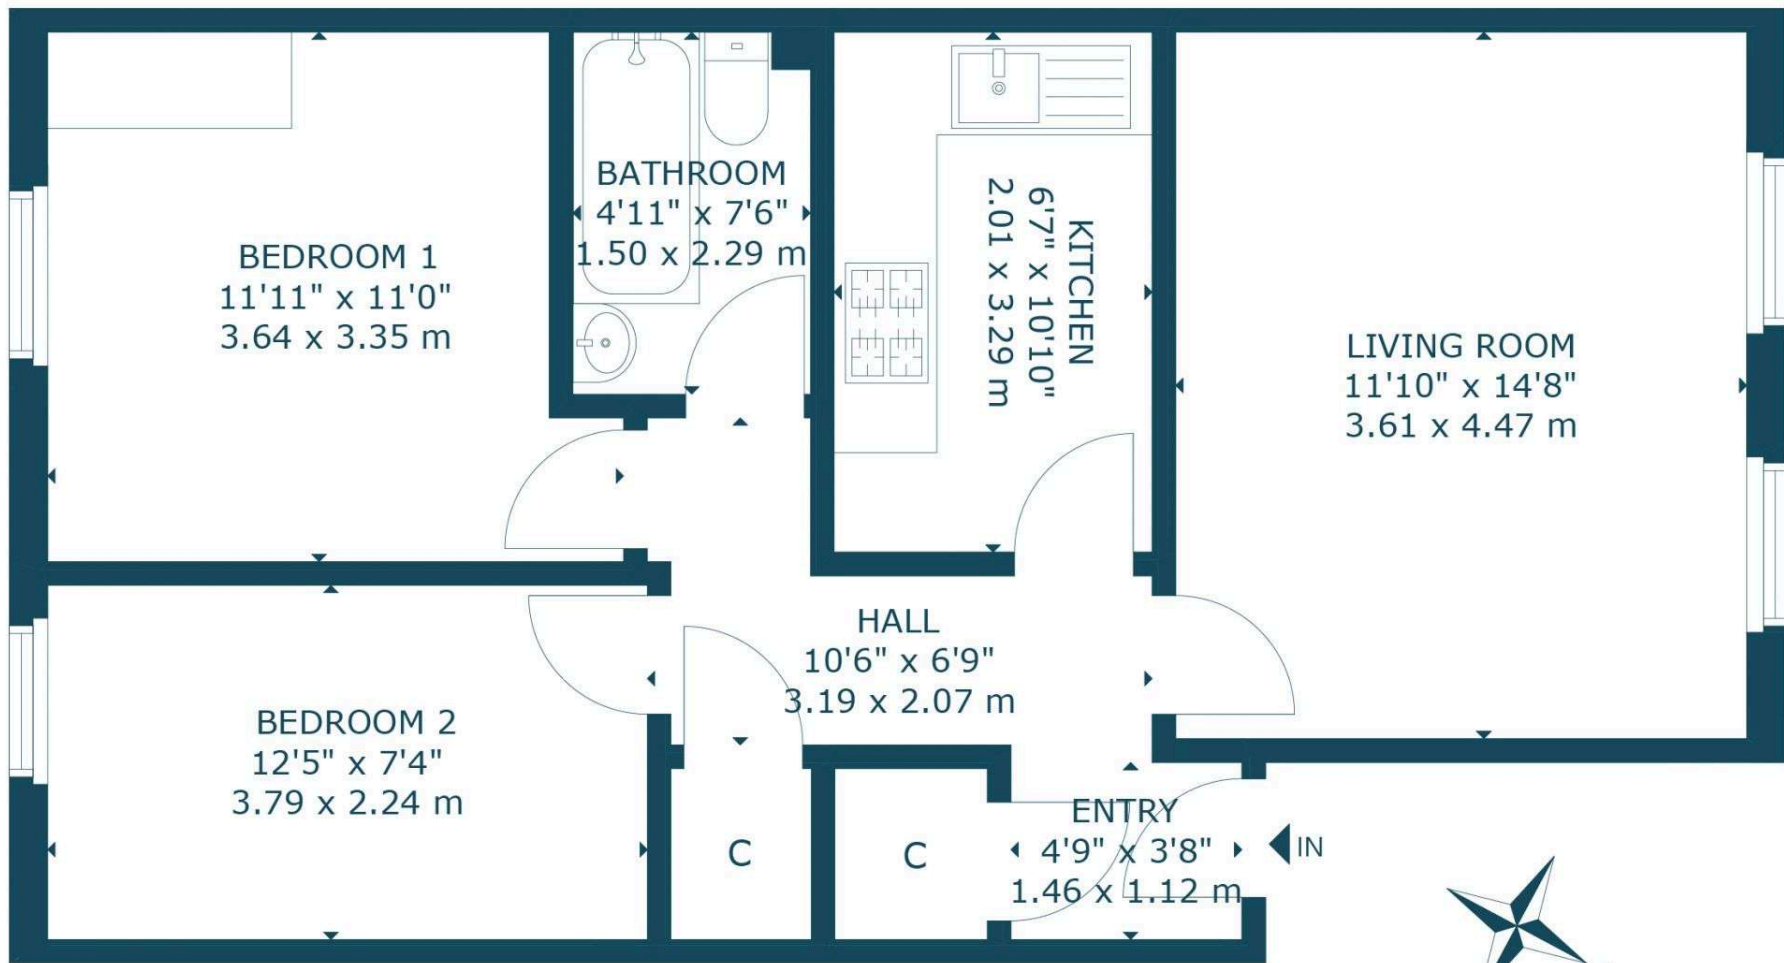 BEDROOM 1
11'11" x 11'0"
3.64 x 3.35 m
BATHROOM
4'11" x 7'6"
1.50 x 2.29 m
KITCHEN
6'7" x 10'10"
2.01 x 3.29 m
LIVING ROOM
11'10" x 14'8"
3.61 x 4.47 m
HALL
10'6" x 6'9"
3.19 x 2.07 m
BEDROOM 2
12'5" x 7'4"
3.79 x 2.24 m
C
C
ENTRY
4'9" x 3'8"
1.46 x 1.12 m
IN